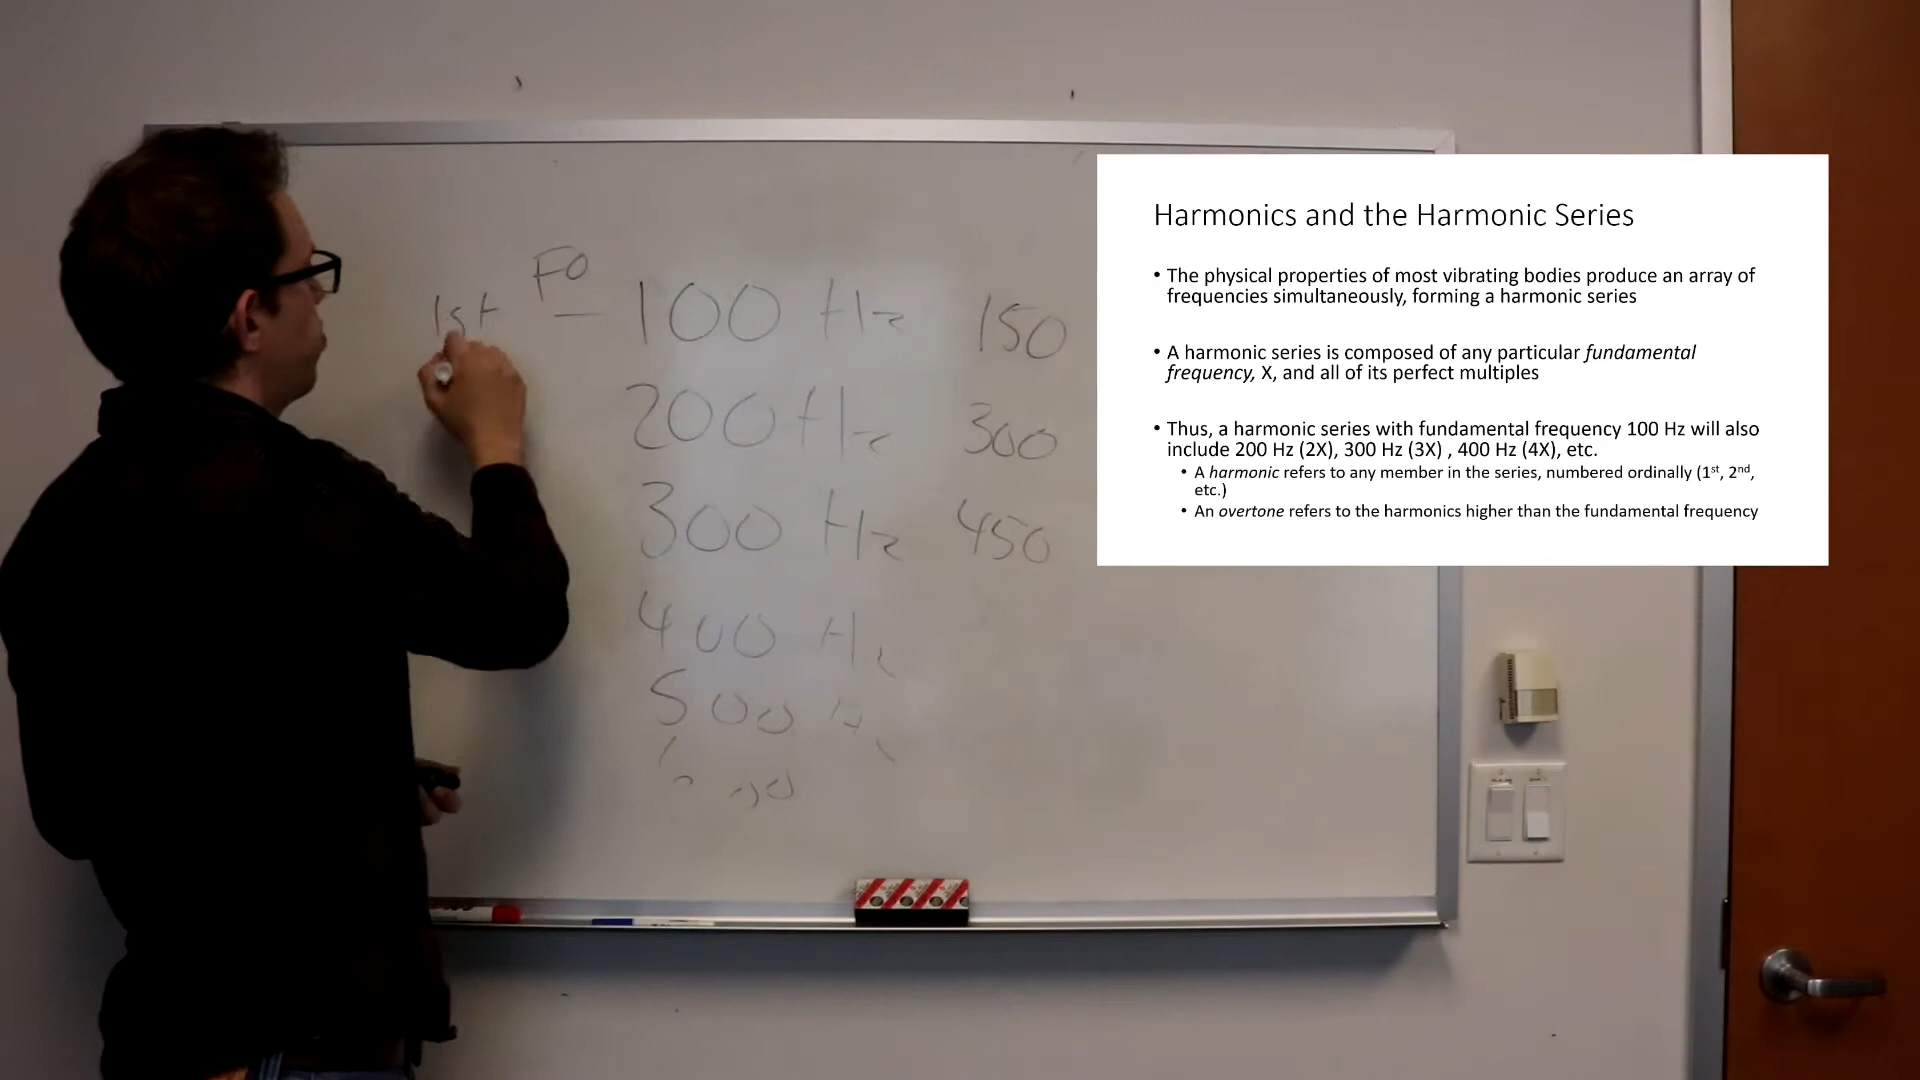 FO
1st — 100 Hz 150
200 Hz 300
300 Hz 450
400 Hz
500 Hz
Harmonics and the Harmonic Series
• The physical properties of most vibrating bodies produce an array of
frequencies simultaneously, forming a harmonic series
• A harmonic series is composed of any particular fundamental
frequency, X, and all of its perfect multiples
• Thus, a harmonic series with fundamental frequency 100 Hz will also
include 200 Hz (2X), 300 Hz (3X) , 400 Hz (4X), etc.
• A harmonic refers to any member in the series, numbered ordinally (1st, 2nd,
etc.)
• An overtone refers to the harmonics higher than the fundamental frequency